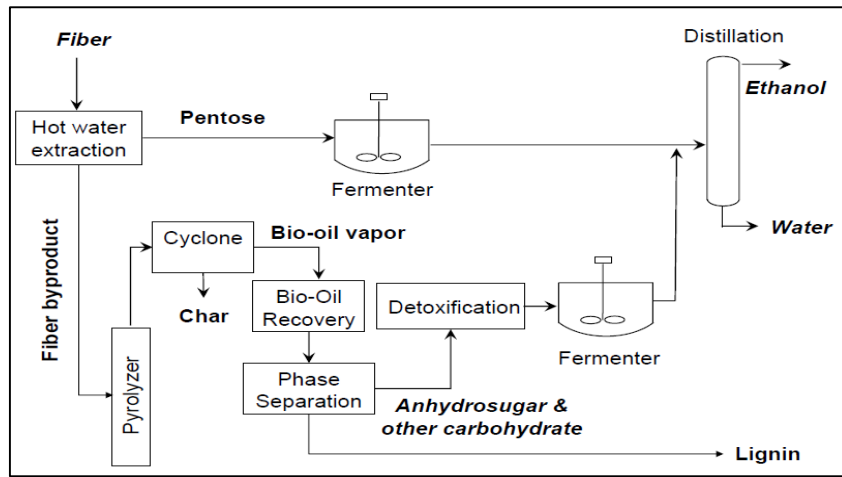 Fiber
Distillation
Hot water
extraction
Pentose
Fermenter
Ethanol
Water
Fiber byproduct
Cyclone
Bio-oil vapor
Char
Bio-Oil
Recovery
Detoxification
Fermenter
Pyrolyzer
Phase
Separation
Anhydrosugar &
other carbohydrate
Lignin